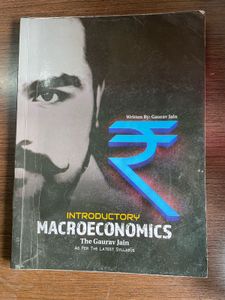 Written By: Gaurav Jain
₹
INTRODUCTORY
MACROECONOMICS
The Gaurav Jain
AS PER THE LATEST SYLLABUS